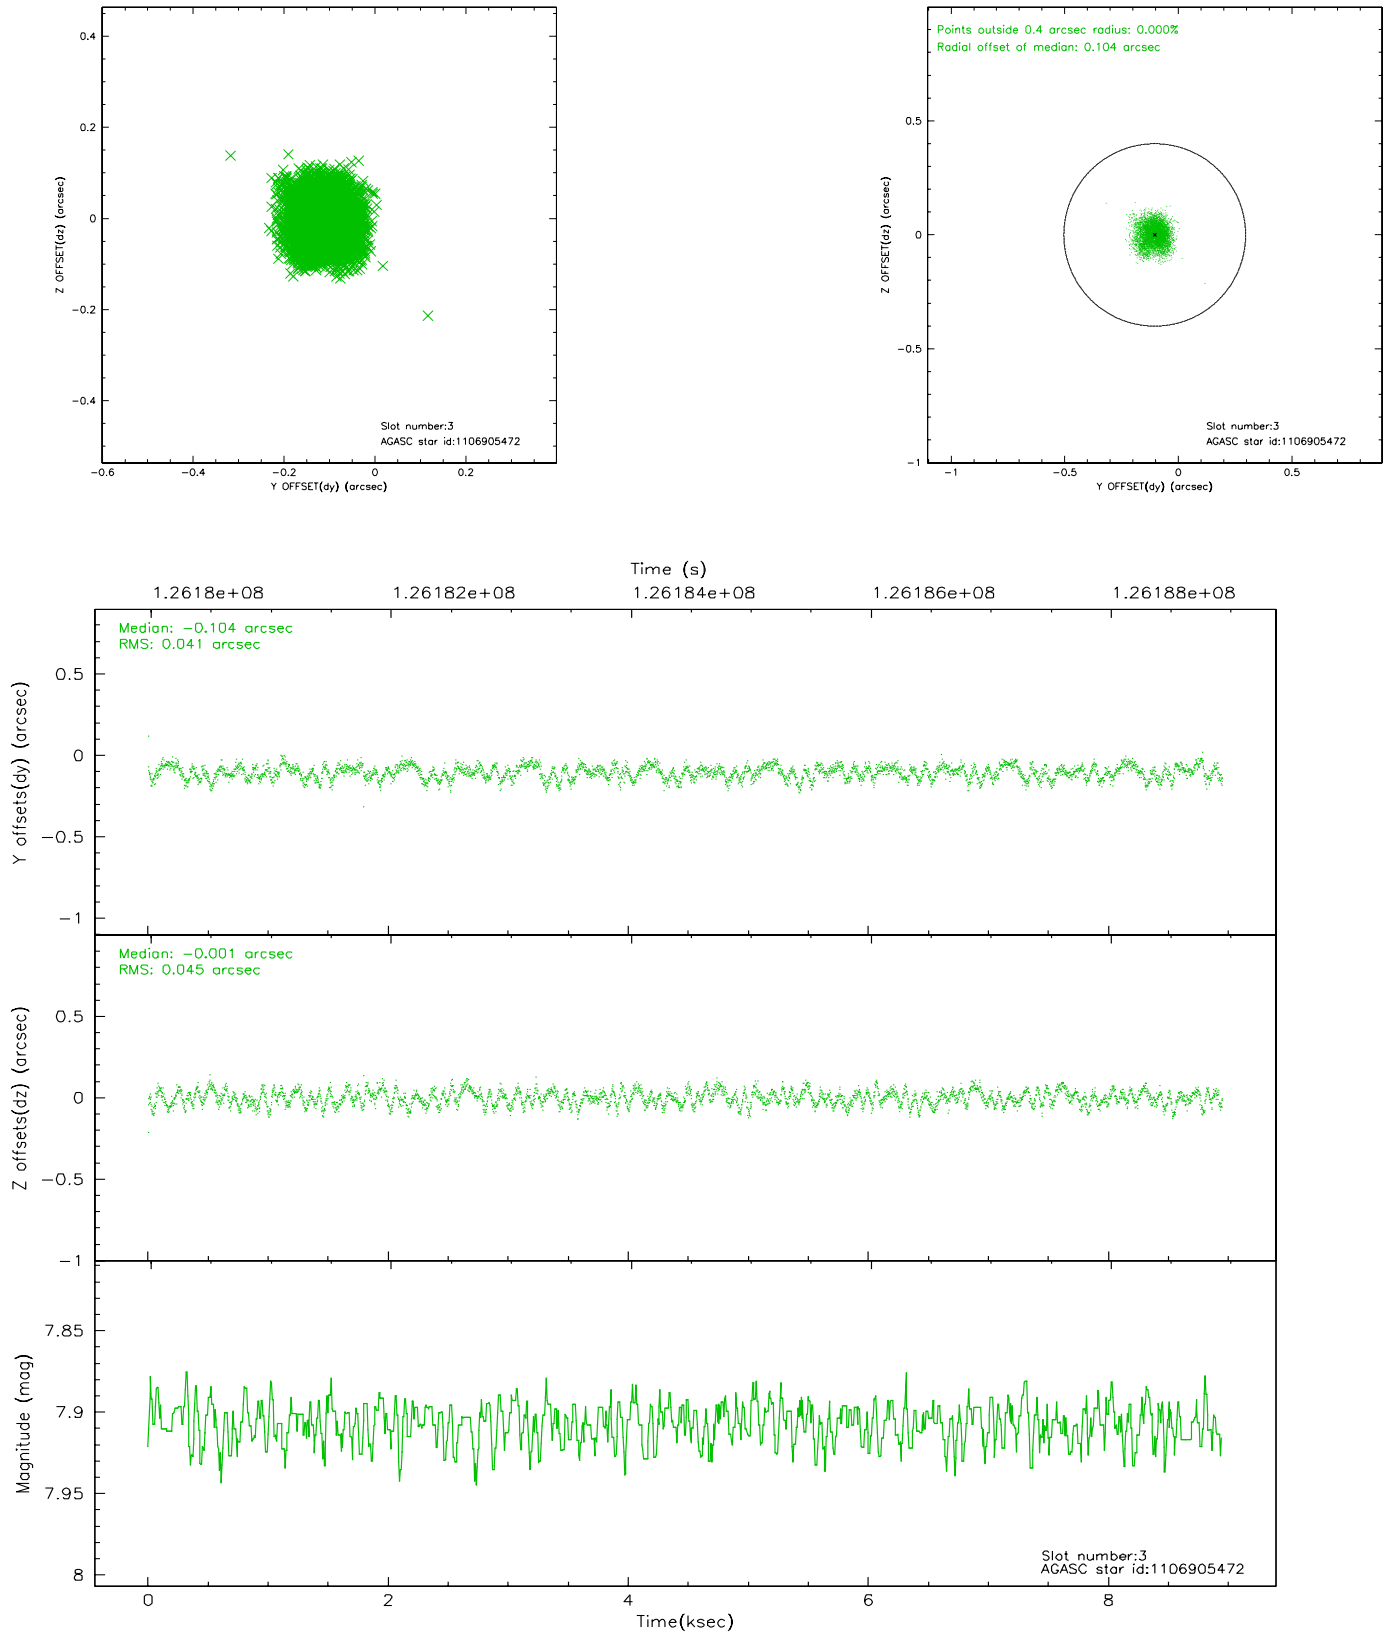 0.4
0.2
0
-0.2
-0.4
Z OFFSET(dz) (arcsec)
Slot number:3
AGASC star id:1106905472
-0.6
-0.4
-0.2
0
0.2
Y OFFSET(dy) (arcsec)
Points outside 0.4 arcsec radius: 0.000%
Radial offset of median: 0.104 arcsec
0.5
0
-0.5
-1
Z OFFSET(dz) (arcsec)
Slot number:3
AGASC star id:1106905472
-1
-0.5
0
0.5
Y OFFSET(dy) (arcsec)
Time (s)
1.2618e+08
1.26182e+08
1.26184e+08
1.26186e+08
1.26188e+08
Median: -0.104 arcsec
RMS: 0.041 arcsec
0.5
0
-0.5
-1
Y offsets(dy) (arcsec)
Median: -0.001 arcsec
RMS: 0.045 arcsec
0.5
0
-0.5
-1
Z offsets(dz) (arcsec)
7.85
7.9
7.95
8
Magnitude (mag)
Slot number:3
AGASC star id:1106905472
0
2
4
6
8
Time(ksec)